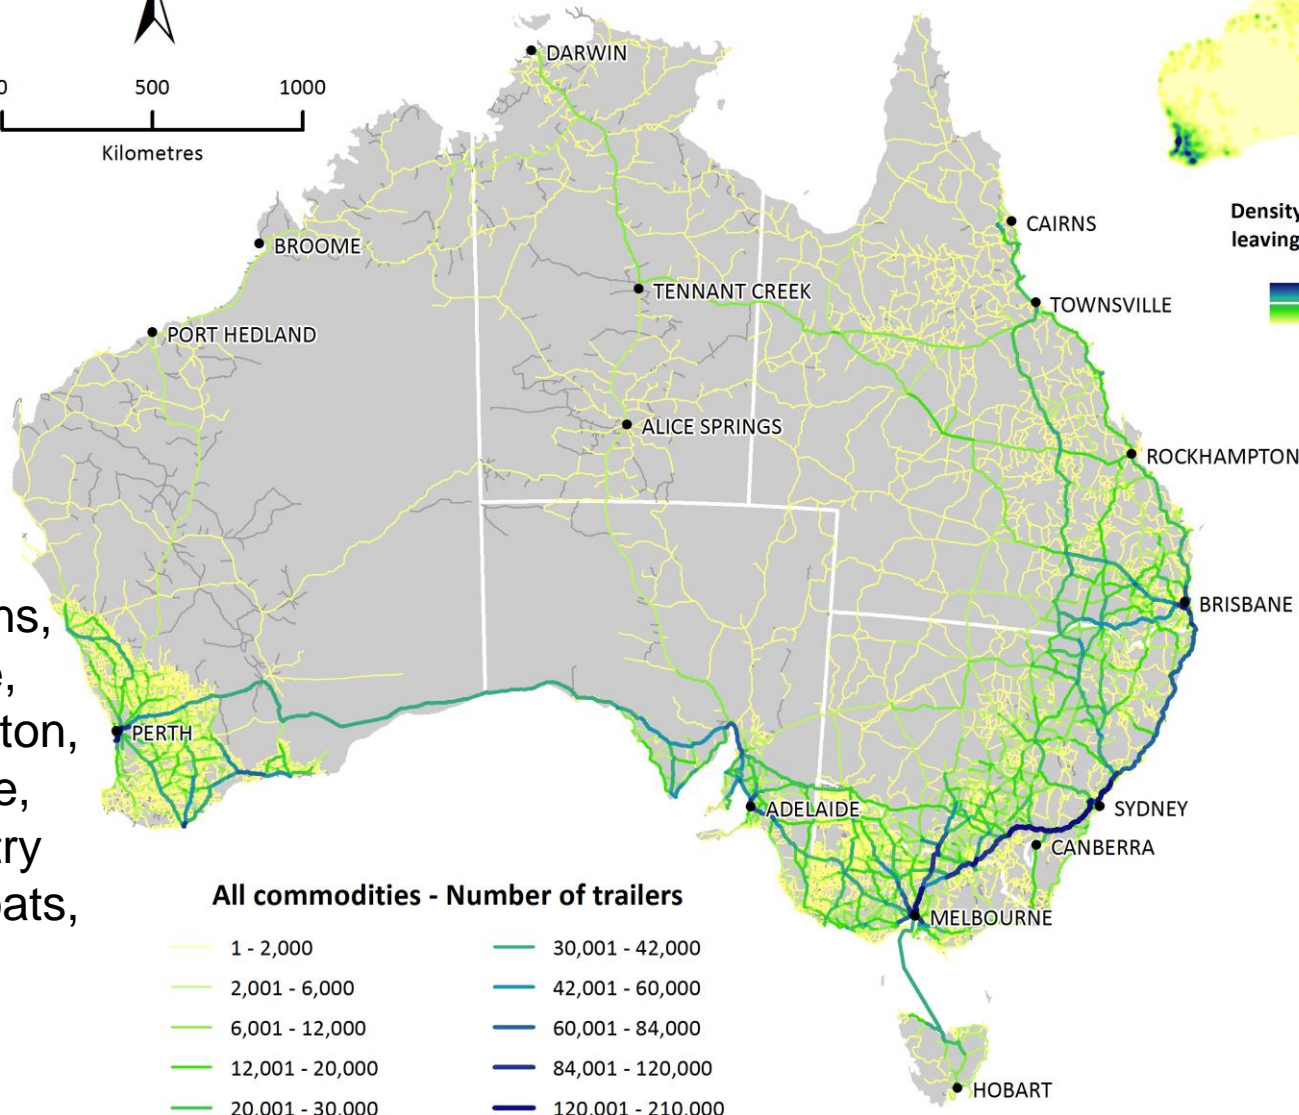 0 500 1000
Kilometres
DARWIN
CAIRNS
BROOME
TENNANT CREEK
TOWNSVILLE
PORT HEDLAND
ALICE SPRINGS
ROCKHAMPTON
BRISBANE
PERTH
ADELAIDE
SYDNEY
CANBERRA
MELBOURNE
HOBART
Density
leaving
ns,
e,
ton,
e,
try
oats,
All commodities - Number of trailers
1 - 2,000
2,001 - 6,000
6,001 - 12,000
12,001 - 20,000
20,001 - 30,000
30,001 - 42,000
42,001 - 60,000
60,001 - 84,000
84,001 - 120,000
120,001 - 210,000